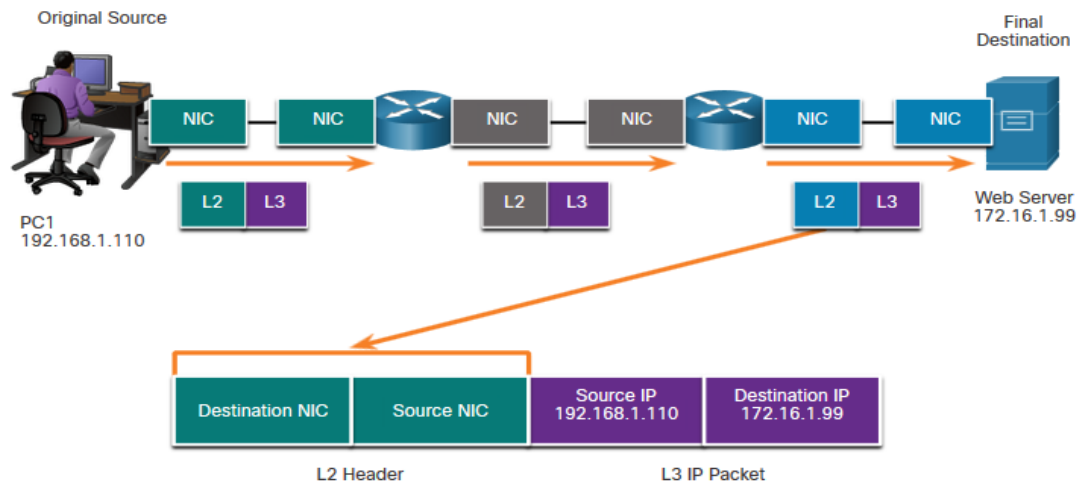 Original Source
Final
Destination
NIC
NIC
NIC
NIC
NIC
NIC
L2
L3
L2
L3
L2
L3
PC1
192.168.1.110
Web Server
172.16.1.99
Destination NIC
Source NIC
Source IP
192.168.1.110
Destination IP
172.16.1.99
L2 Header
L3 IP Packet